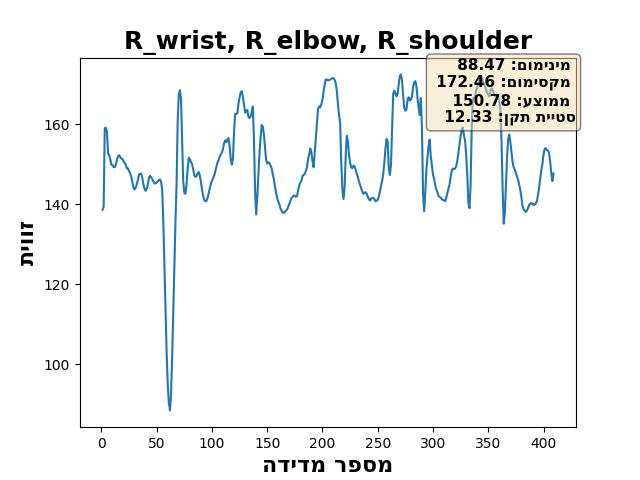 R_wrist, R_elbow, R_shoulder
מינימום: 88.47
מקסימום: 172.46
ממוצע: 150.78
סטיית תקן: 12.33
זווית
160
140
120
100
0 50 100 150 200 250 300 350 400
מספר מדידה